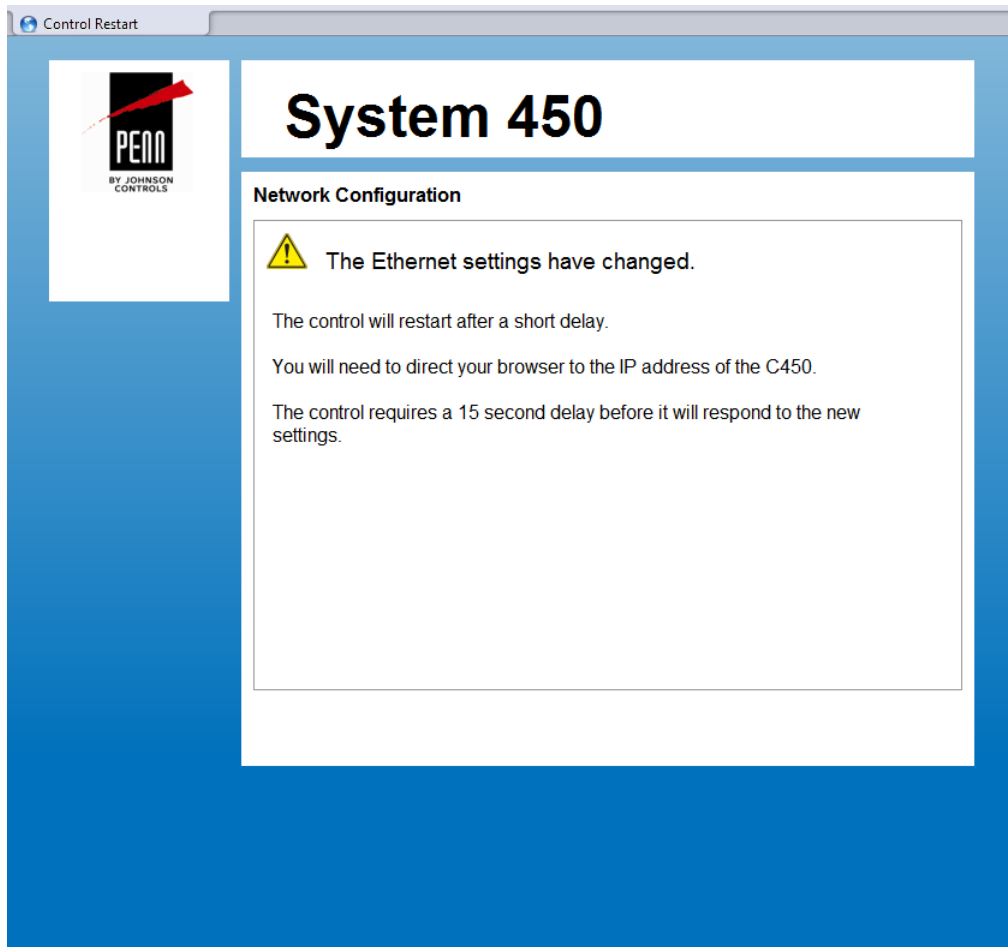 Control Restart
PENN
BY JOHNSON
CONTROLS
System 450
Network Configuration
The Ethernet settings have changed.
The control will restart after a short delay.
You will need to direct your browser to the IP address of the C450.
The control requires a 15 second delay before it will respond to the new
settings.